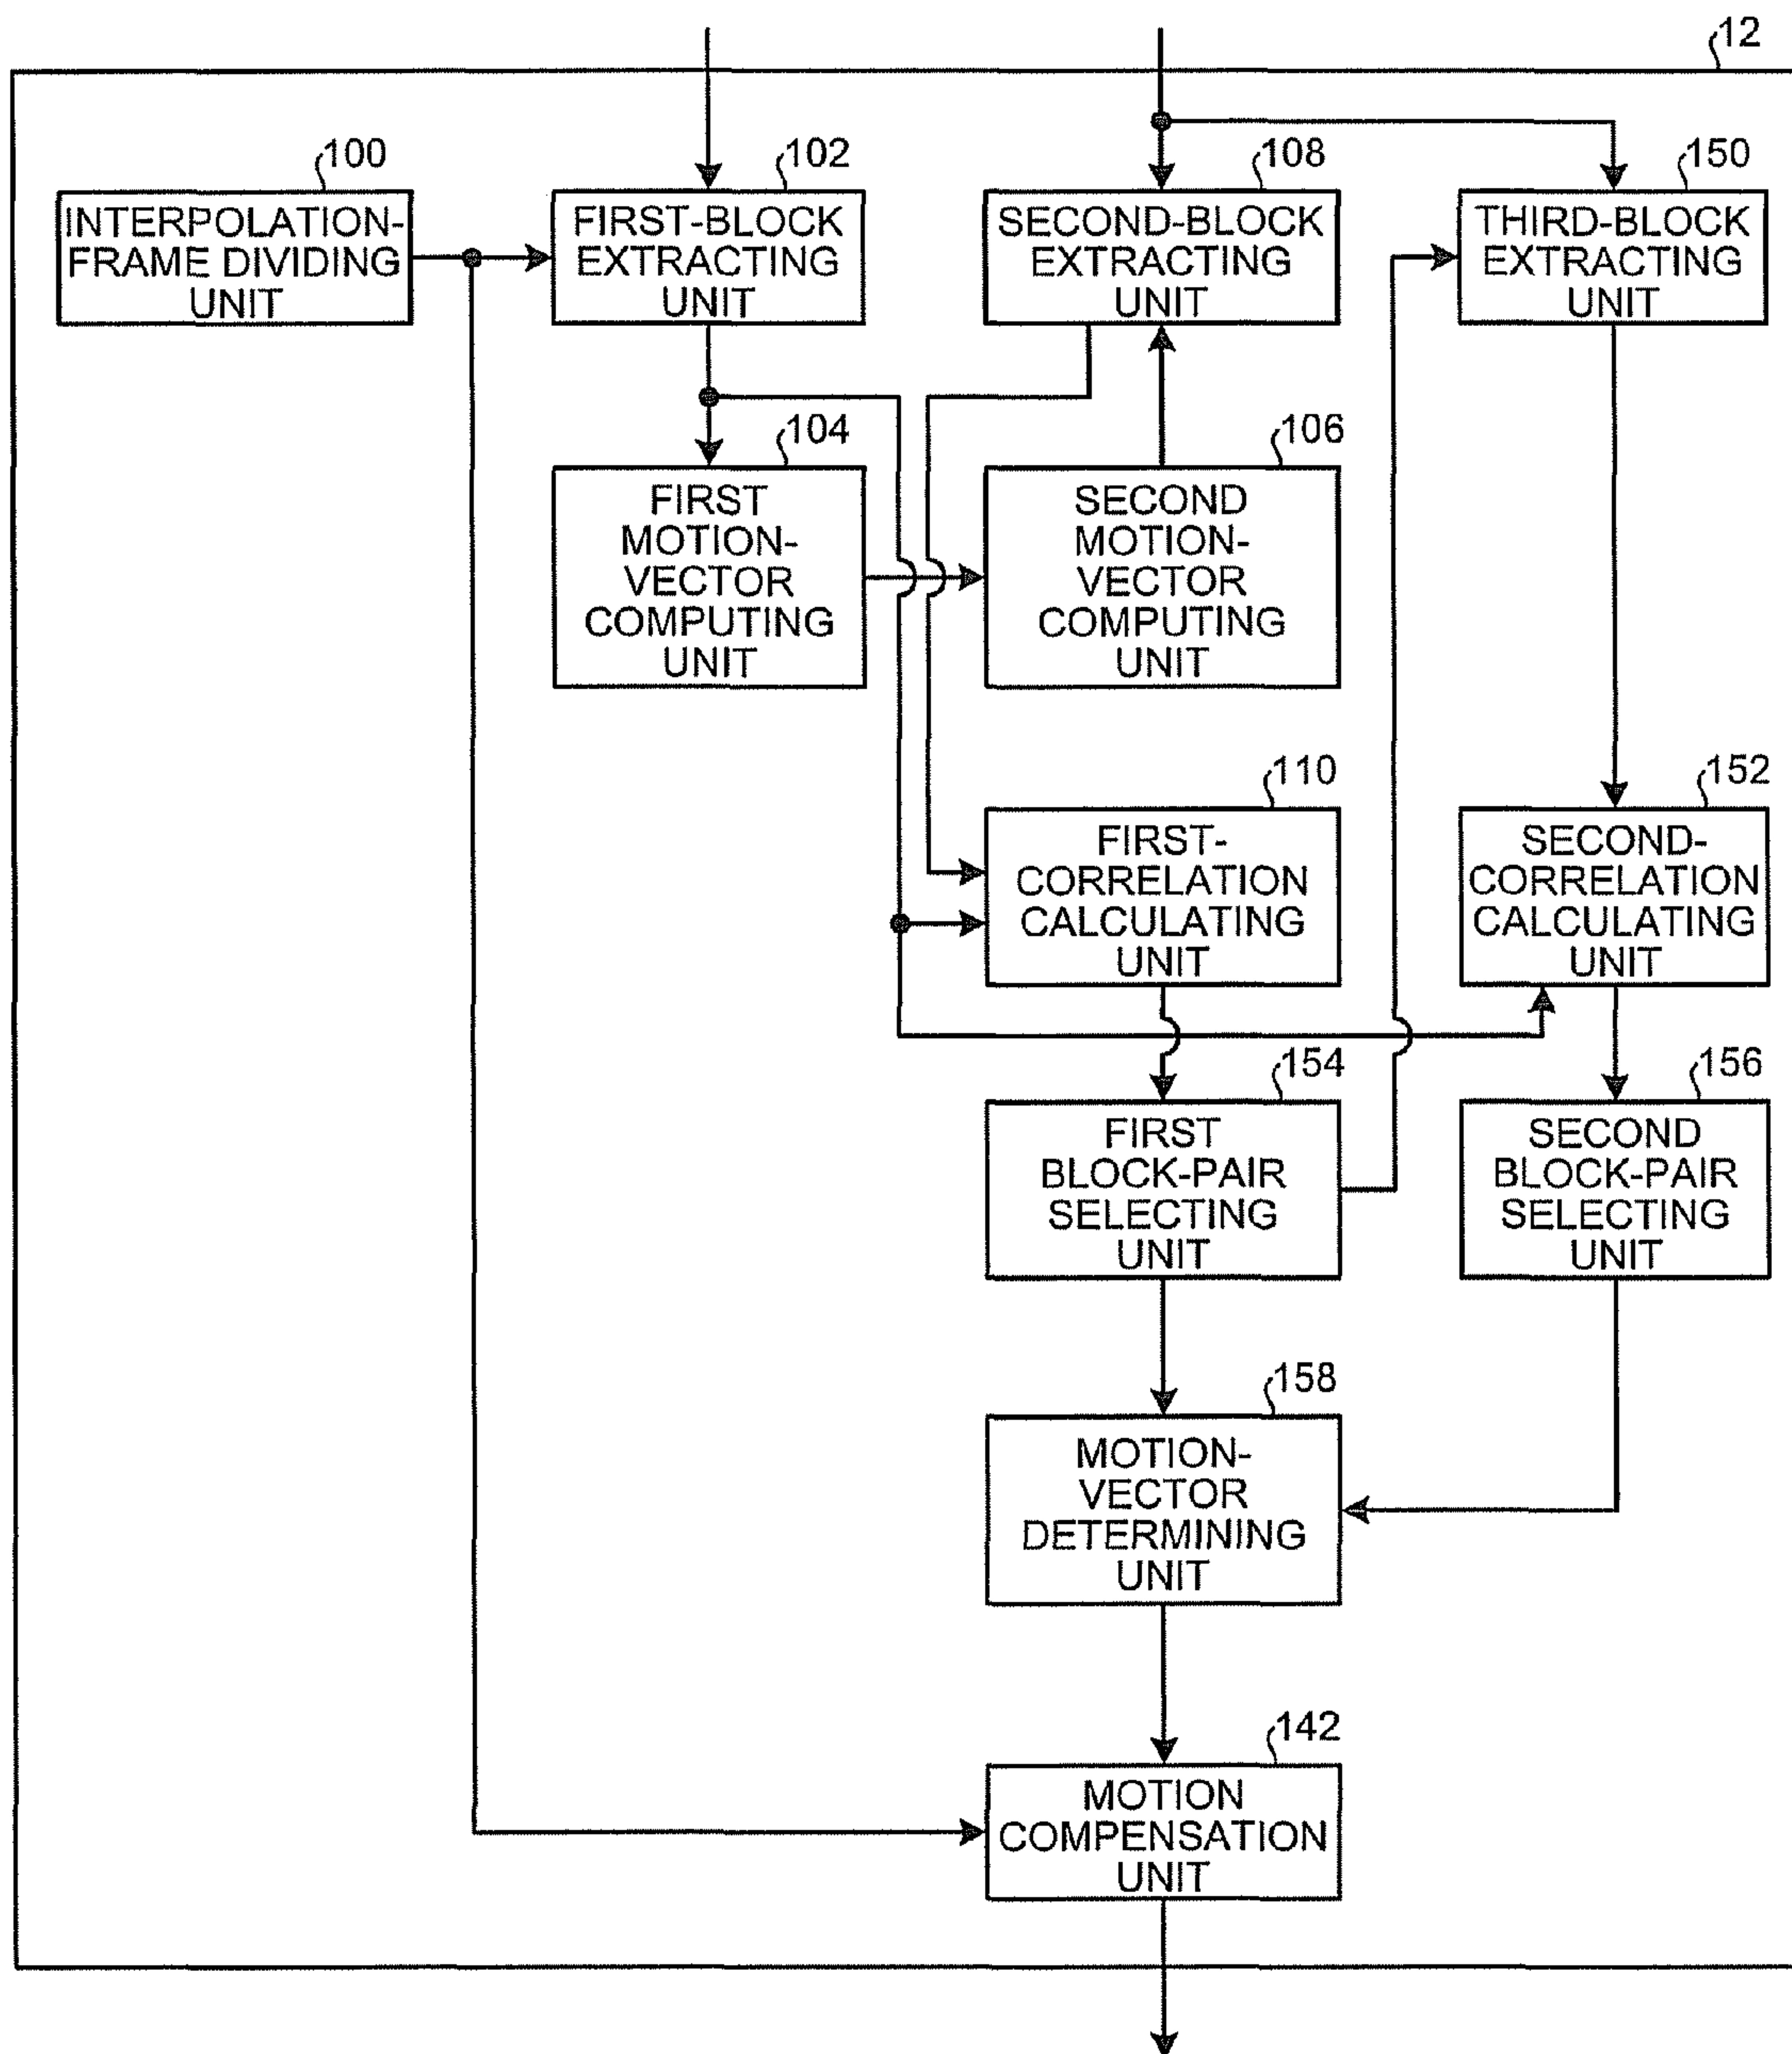 12
100
INTERPOLATION-
FRAME DIVIDING
UNIT
102
FIRST-BLOCK
EXTRACTING
UNIT
108
SECOND-BLOCK
EXTRACTING
UNIT
150
THIRD-BLOCK
EXTRACTING
UNIT
104
FIRST
MOTION-
VECTOR
COMPUTING
UNIT
106
SECOND
MOTION-
VECTOR
COMPUTING
UNIT
110
FIRST-
CORRELATION
CALCULATING
UNIT
152
SECOND-
CORRELATION
CALCULATING
UNIT
154
FIRST
BLOCK-PAIR
SELECTING
UNIT
156
SECOND
BLOCK-PAIR
SELECTING
UNIT
158
MOTION-
VECTOR
DETERMINING
UNIT
142
MOTION
COMPENSATION
UNIT